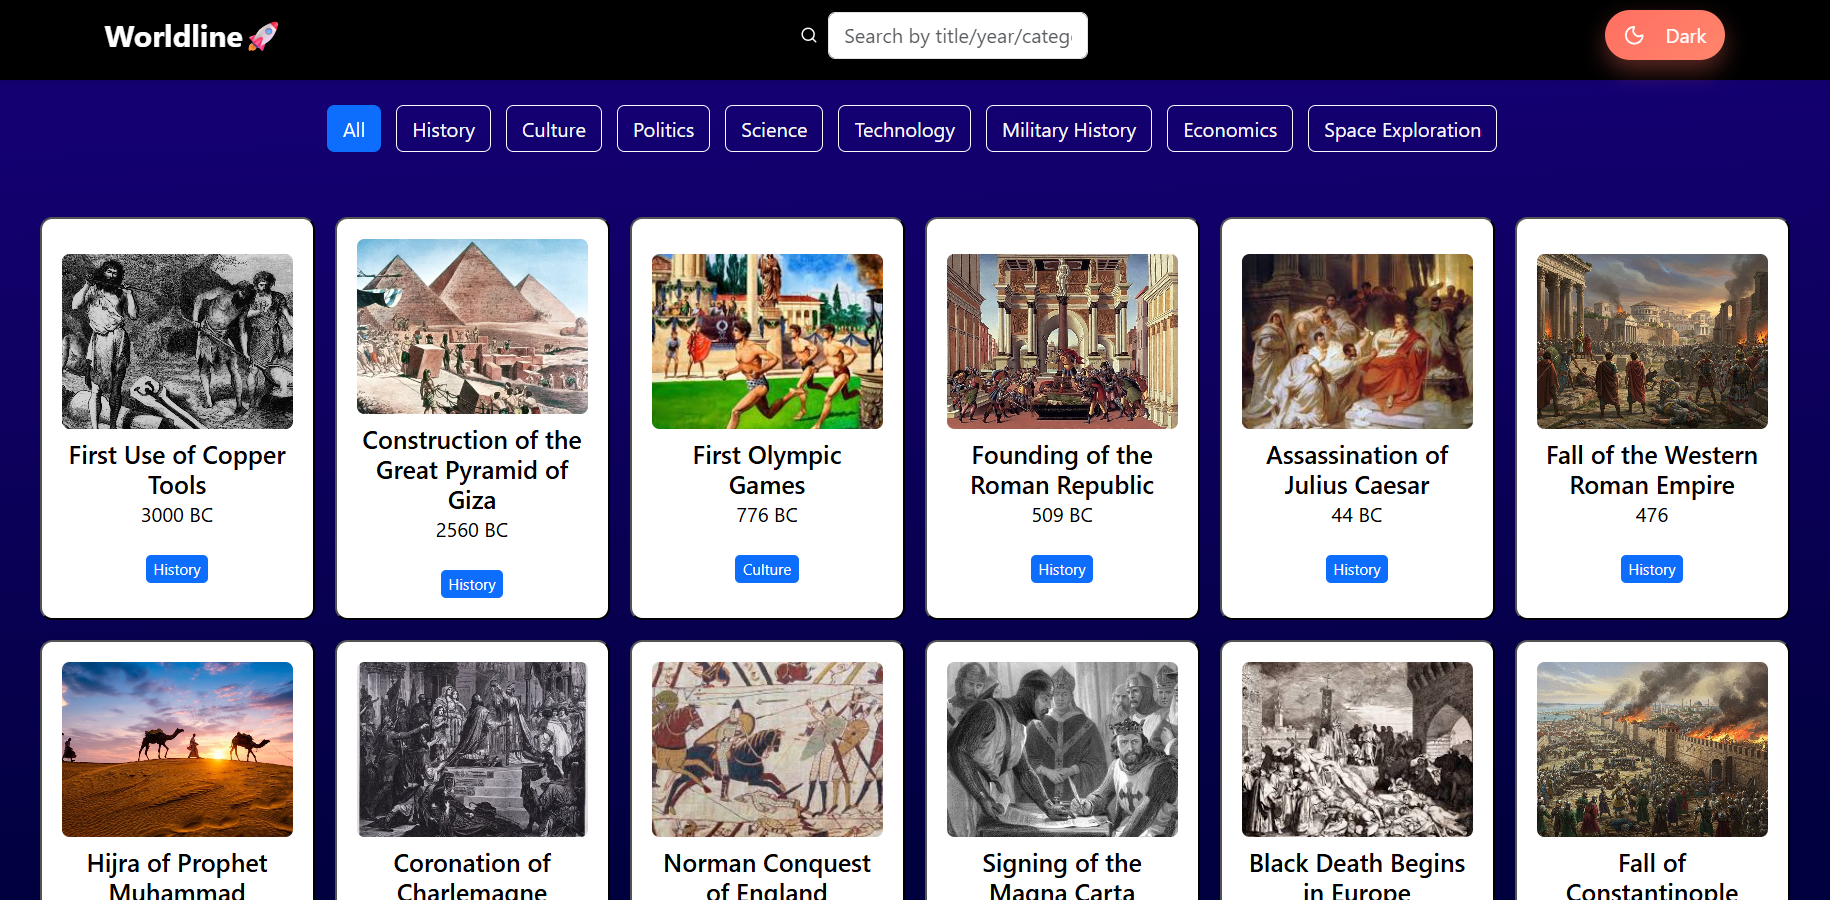 Worldline🚀
Search by title/year/categ
Dark
All
History
Culture
Politics
Science
Technology
Military History
Economics
Space Exploration
First Use of Copper
Tools
3000 BC
History
Construction of the
Great Pyramid of
Giza
2560 BC
History
First Olympic
Games
776 BC
Culture
Founding of the
Roman Republic
509 BC
History
Assassination of
Julius Caesar
44 BC
History
Fall of the Western
Roman Empire
476
History
Hijra of Prophet
Muhammad
Coronation of
Charlemagne
Norman Conquest
of England
Signing of the
Magna Carta
Black Death Begins
in Europe
Fall of
Constantinople